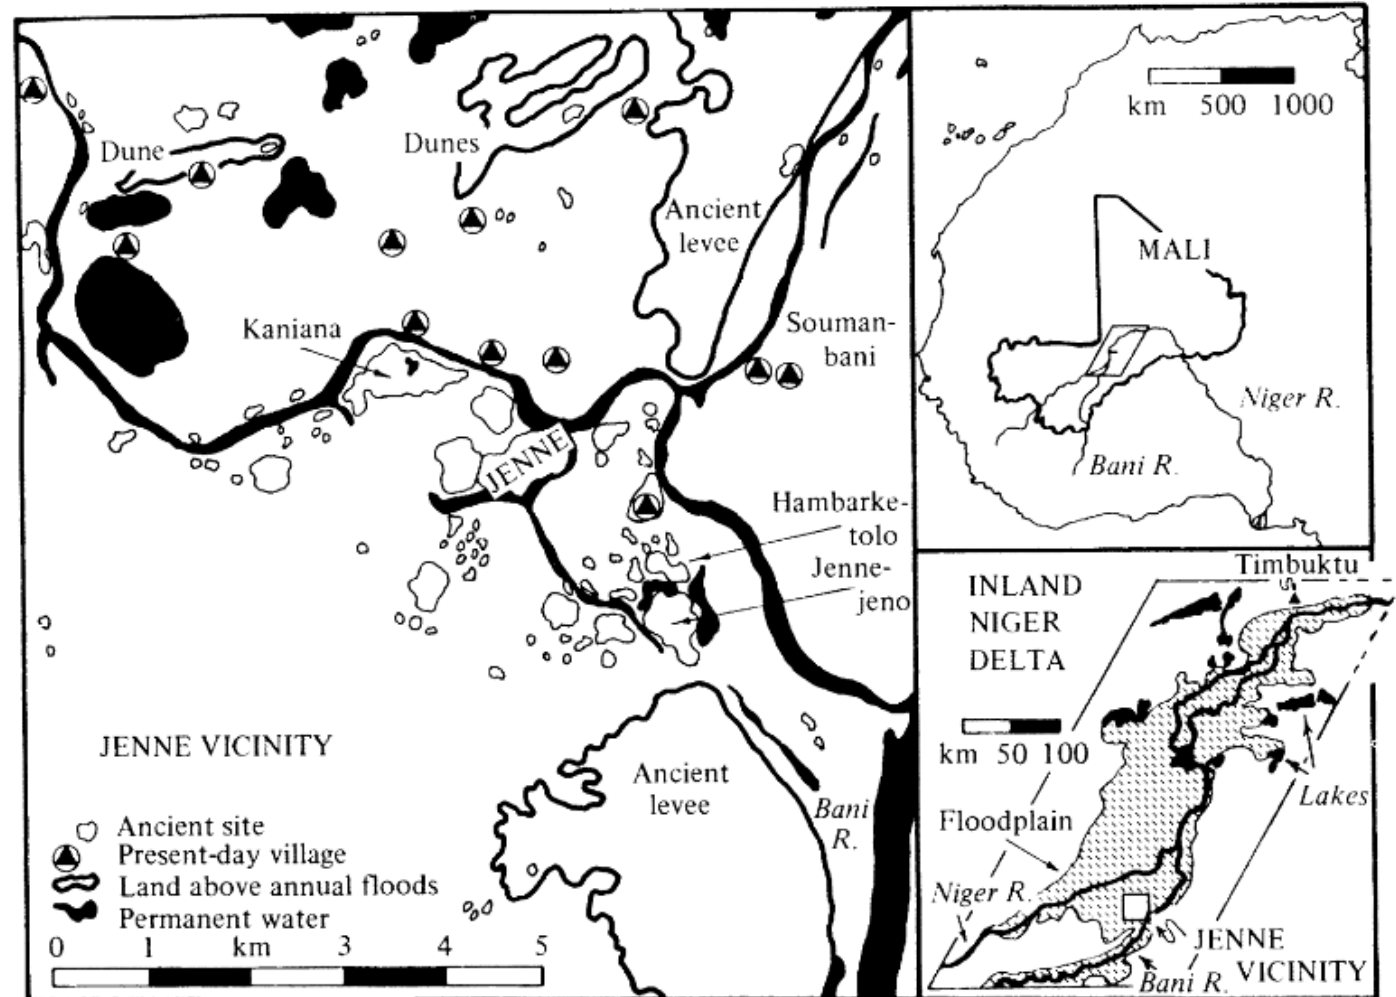 Dune
Dunes
Ancient
levee
Kaniana
Souman-
bani
JENNE
Hambarke-
tolo
Jenne-
jeno
JENNE VICINITY
Ancient
levee
Bani
R.
Ancient site
Present-day village
Land above annual floods
Permanent water
0 1 km 3 4 5
km 500 1000
MALI
Niger R.
Bani R.
Timbuktu
INLAND
NIGER
DELTA
km 50 100
Lakes
Floodplain
Niger R.
JENNE
VICINITY
Bani R.